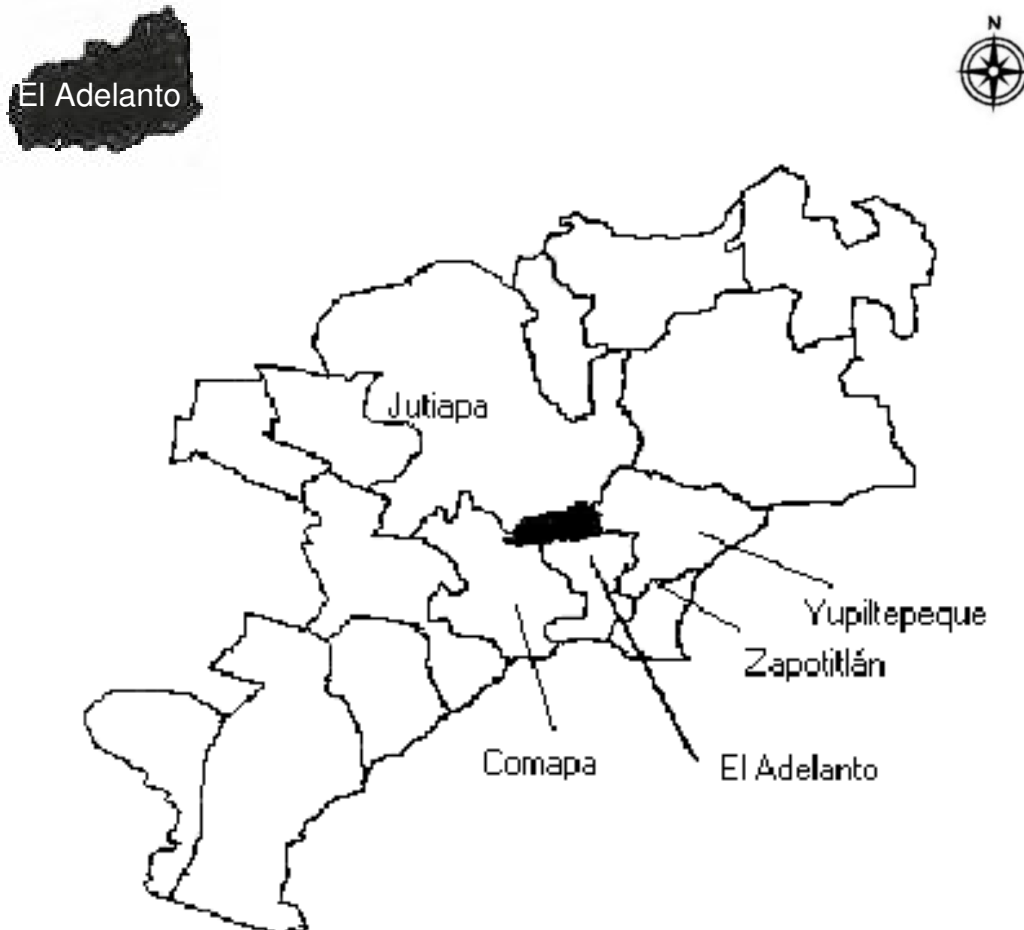 El Adelanto
N
Jutiapa
Yupiltepeque
Zapotitlán
Comapa
El Adelanto